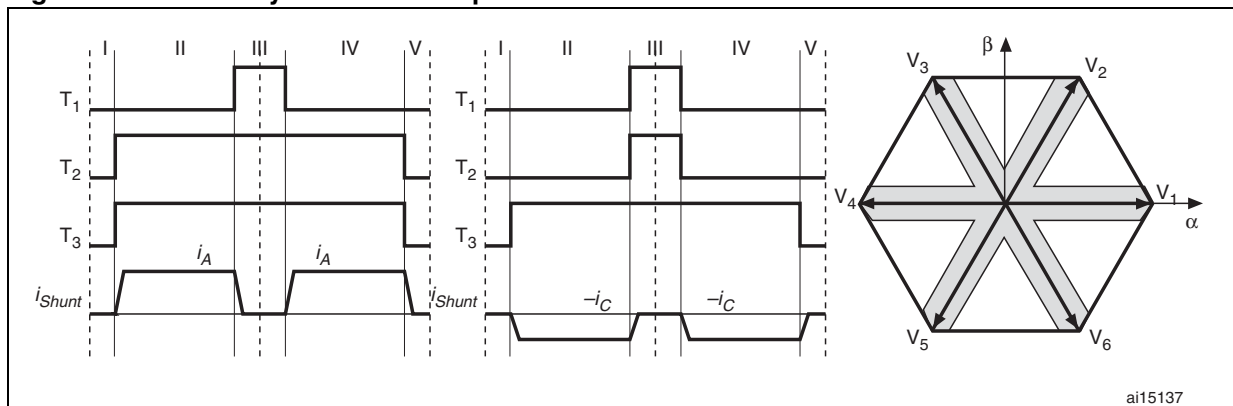 I II III IV V
T1
T2
T3
iShunt
iA iA
I II III IV V
T1
T2
T3
iShunt
–iC –iC
β
V3 V2
V4 V1
α
V5 V6
ai15137